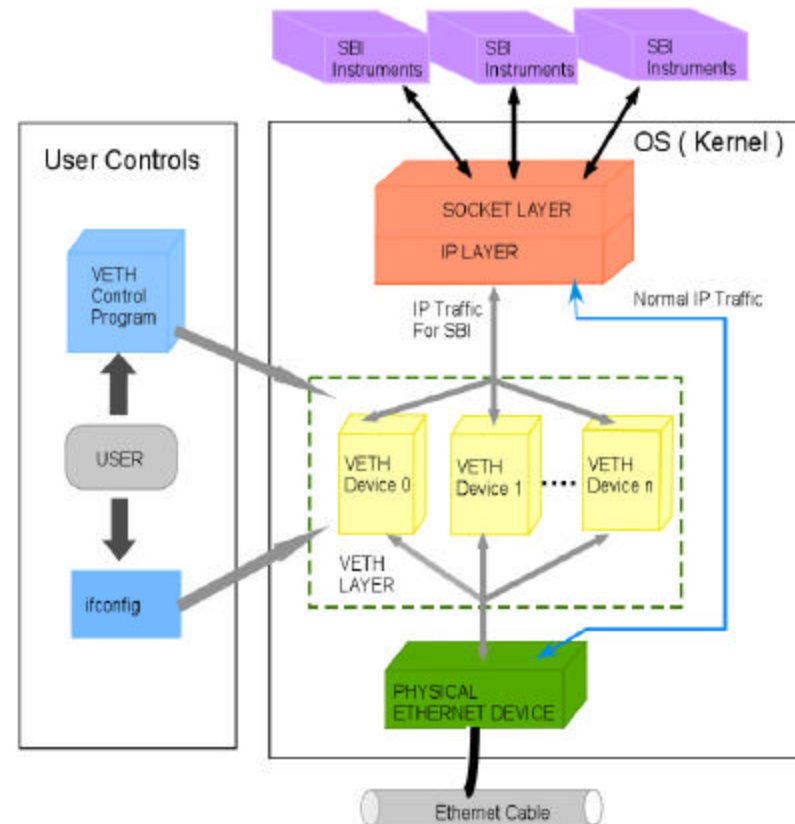 SBI
Instruments
SBI
Instruments
SBI
Instruments
User Controls
OS ( Kernel )
VETH
Control
Program
SOCKET LAYER
IP LAYER
IP Traffic
For SBI
Normal IP Traffic
USER
VETH
Device 0
VETH
Device 1
VETH
Device n
VETH
LAYER
ifconfig
PHYSICAL
ETHERNET DEVICE
Ethernet Cable